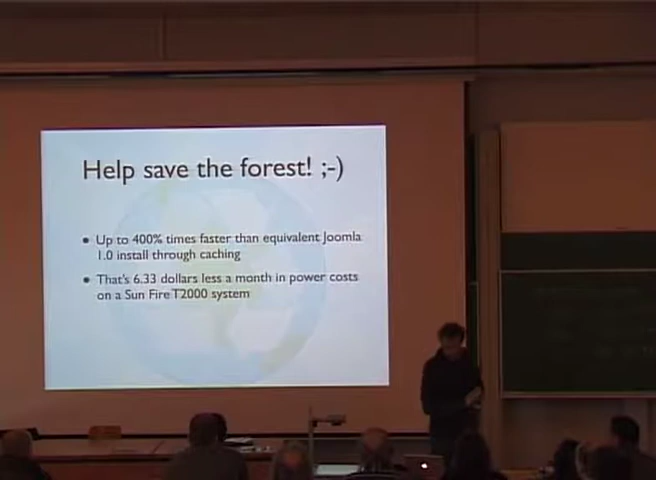 Help save the forest! ;-)
• Up to 400% times faster than equivalent Joomla
1.0 install through caching
• That's 6.33 dollars less a month in power costs
on a Sun Fire T2000 system